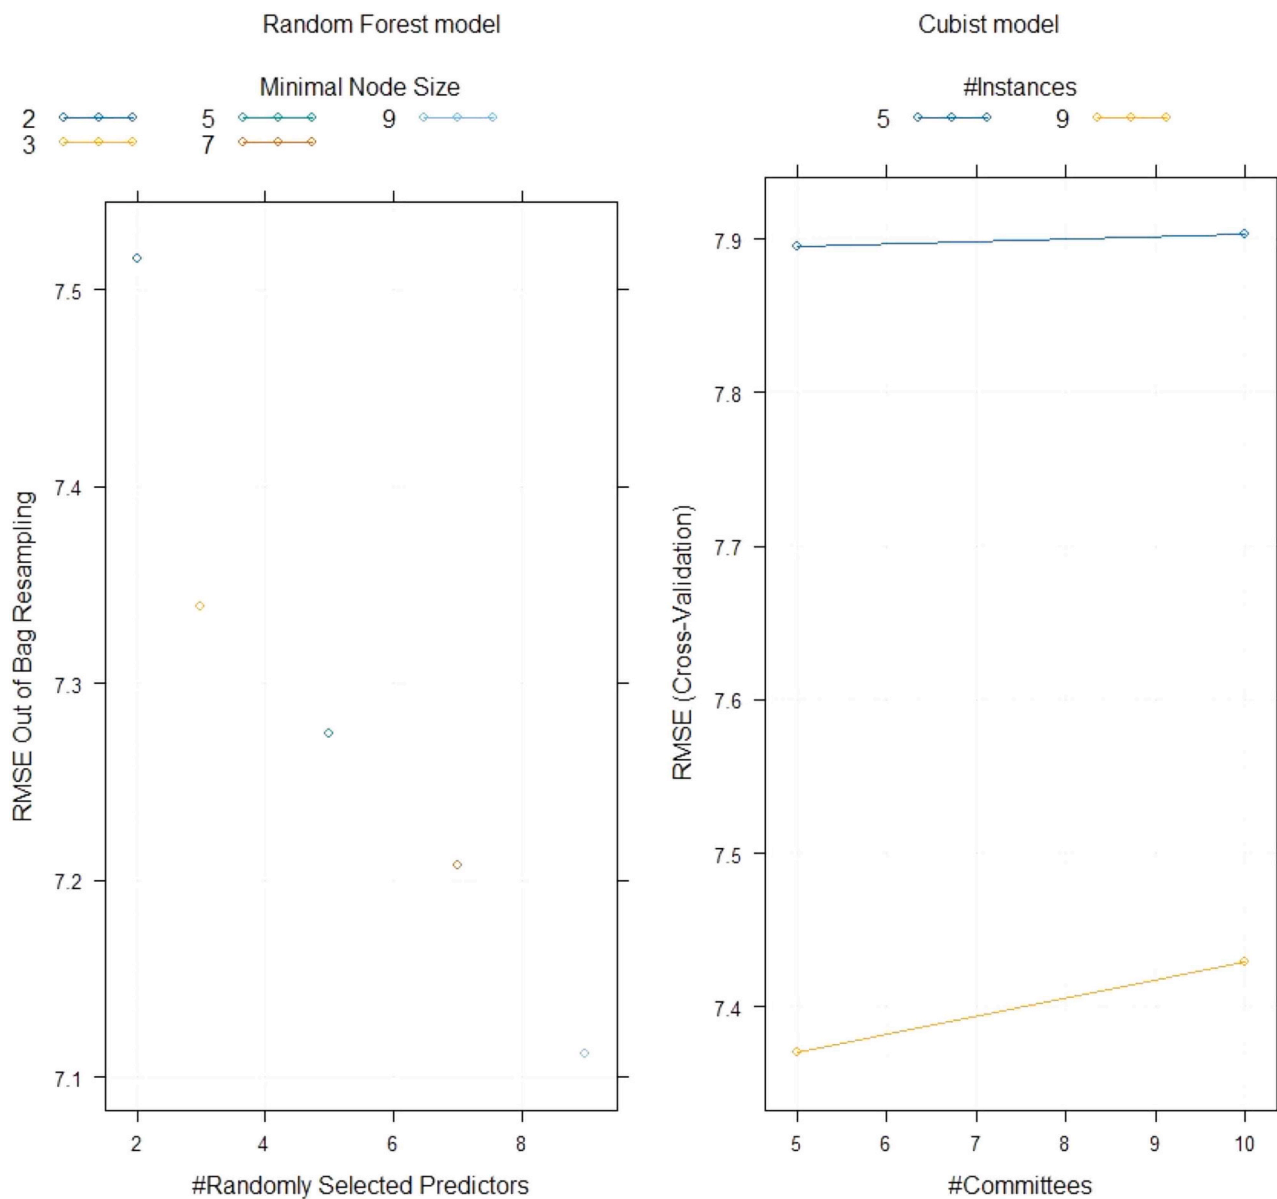 Random Forest model
Minimal Node Size
2 5 9
3 7
7.5
7.4
7.3
7.2
7.1
RMSE Out of Bag Resampling
2 4 6 8
#Randomly Selected Predictors
Cubist model
#Instances
5 9
7.9
7.8
7.7
7.6
7.5
7.4
RMSE (Cross-Validation)
5 6 7 8 9 10
#Committees